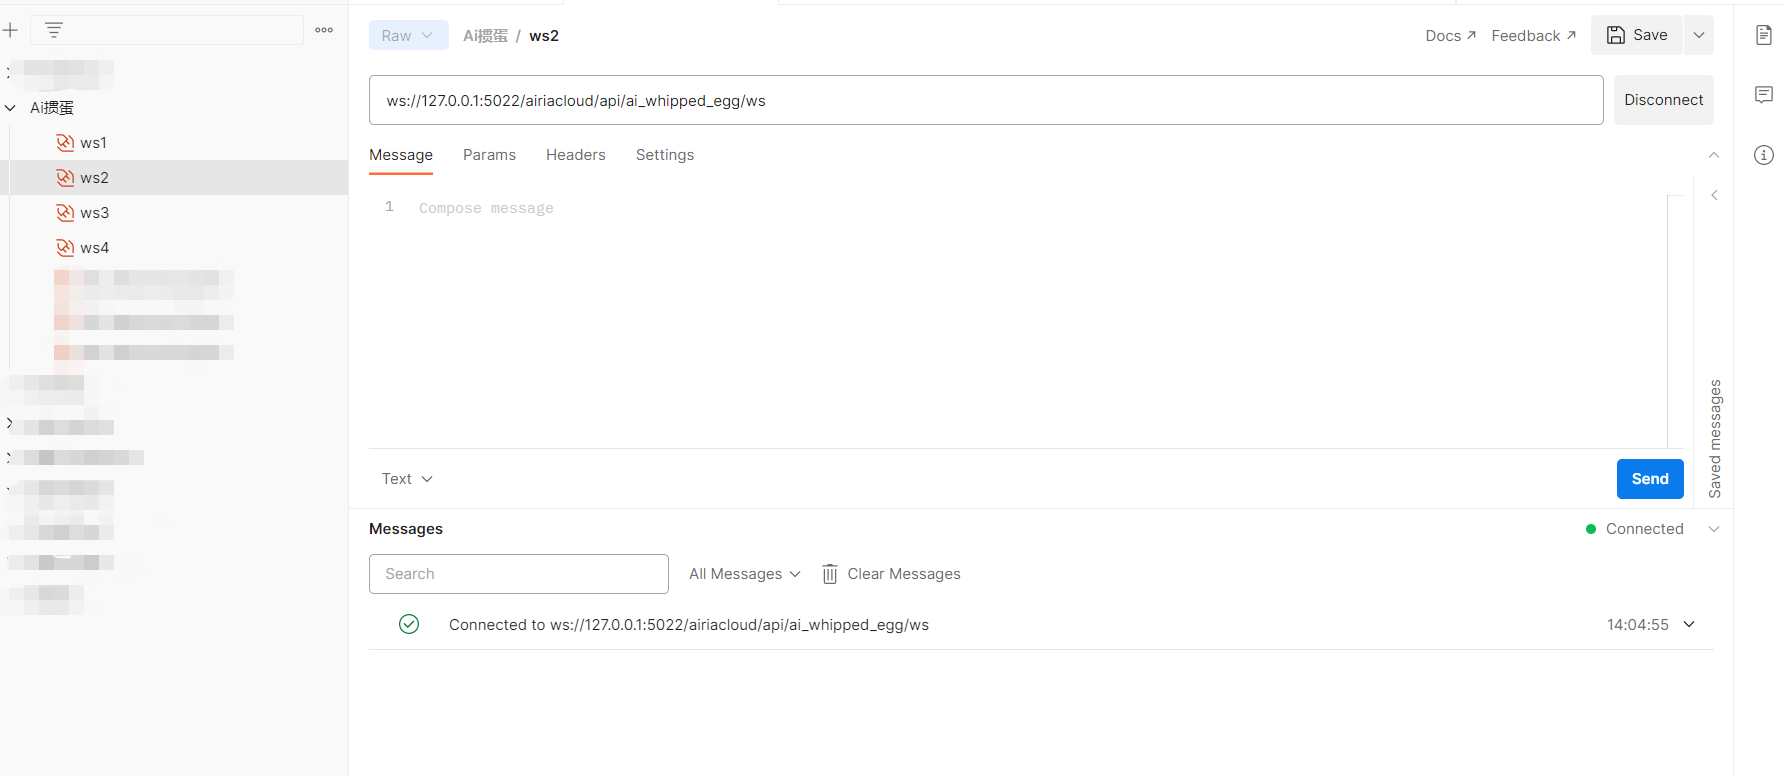 Ai掼蛋
ws1
ws2
ws3
ws4
Raw Ai掼蛋 / ws2
Docs Feedback Save
ws://127.0.0.1:5022/airiacloud/api/ai_whipped_egg/ws
Disconnect
Message Params Headers Settings
1 Compose message
Saved messages
Text
Send
Messages
Connected
Search
All Messages
Clear Messages
Connected to ws://127.0.0.1:5022/airiacloud/api/ai_whipped_egg/ws
14:04:55